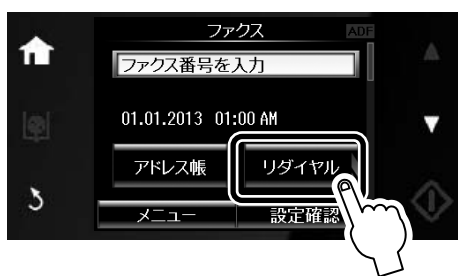 ファクス
ADF
ファクス番号を入力
01.01.2013 01:00 AM
アドレス帳
リダイヤル
メニュー
設定確認